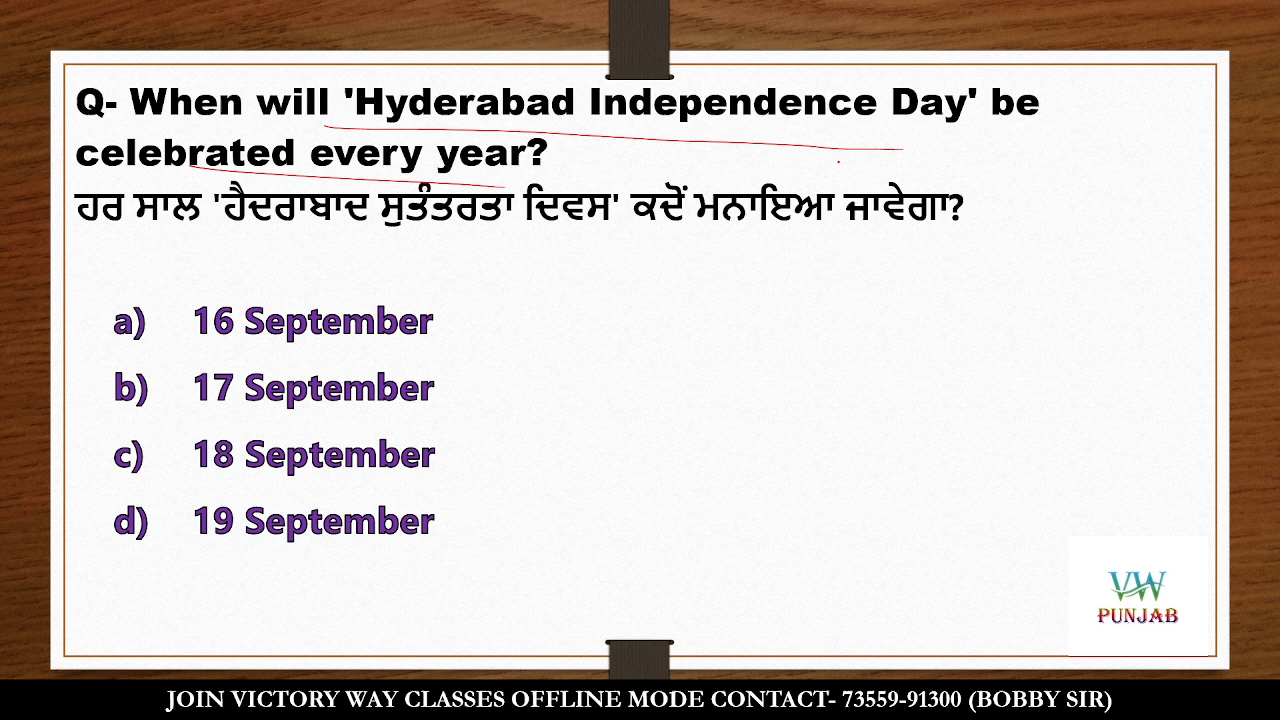 Q- When will 'Hyderabad Independence Day' be
celebrated every year?
ਹਰ ਸਾਲ 'ਹੈਦਰਾਬਾਦ ਸੁਤੰਤਰਤਾ ਦਿਵਸ' ਕਦੋਂ ਮਨਾਇਆ ਜਾਵੇਗਾ?
a) 16 September
b) 17 September
c) 18 September
d) 19 September
VW
PUNJAB
JOIN VICTORY WAY CLASSES OFFLINE MODE CONTACT- 73559-91300 (BOBBY SIR)